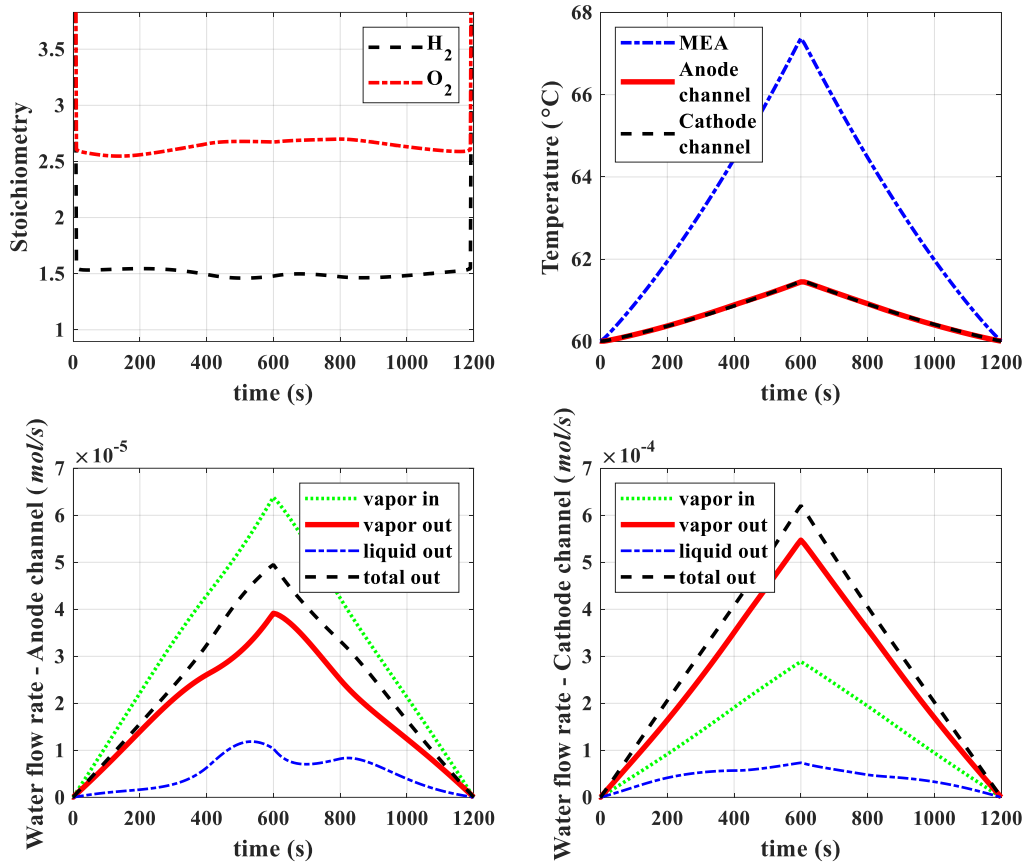 Stoichiometry
3.5
3
2.5
2
1.5
1
H2
O2
0 200 400 600 800 1000 1200
time (s)
Temperature (°C)
68
66
64
62
60
MEA
Anode
channel
Cathode
channel
0 200 400 600 800 1000 1200
time (s)
Water flow rate - Anode channel (mol/s)
×10-5
7
6
5
4
3
2
1
0
vapor in
vapor out
liquid out
total out
0 200 400 600 800 1000 1200
time (s)
Water flow rate - Cathode channel (mol/s)
×10-4
7
6
5
4
3
2
1
0
vapor in
vapor out
liquid out
total out
0 200 400 600 800 1000 1200
time (s)